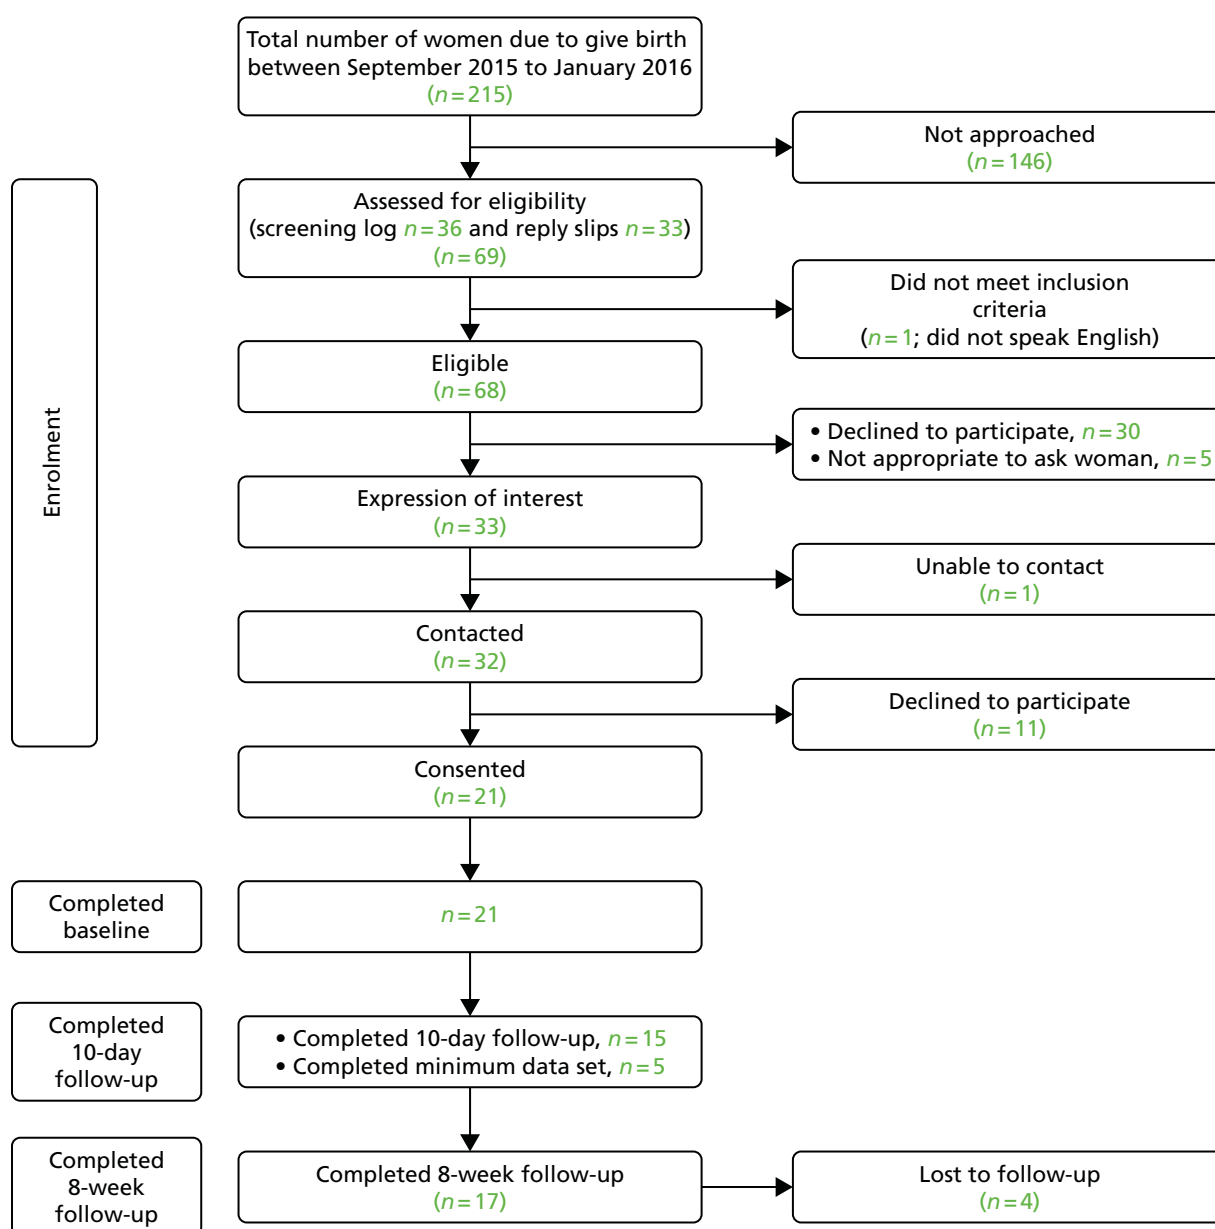 Total number of women due to give birth
between September 2015 to January 2016
(n=215)
Not approached
(n=146)
Assessed for eligibility
(screening log n=36 and reply slips n=33)
(n=69)
Did not meet inclusion
criteria
(n=1; did not speak English)
Eligible
(n=68)
• Declined to participate, n=30
• Not appropriate to ask woman, n=5
Enrolment
Expression of interest
(n=33)
Unable to contact
(n=1)
Contacted
(n=32)
Declined to participate
(n=11)
Consented
(n=21)
Completed
baseline
n=21
Completed
10-day
follow-up
• Completed 10-day follow-up, n=15
• Completed minimum data set, n=5
Completed
8-week
follow-up
Completed 8-week follow-up
(n=17)
Lost to follow-up
(n=4)